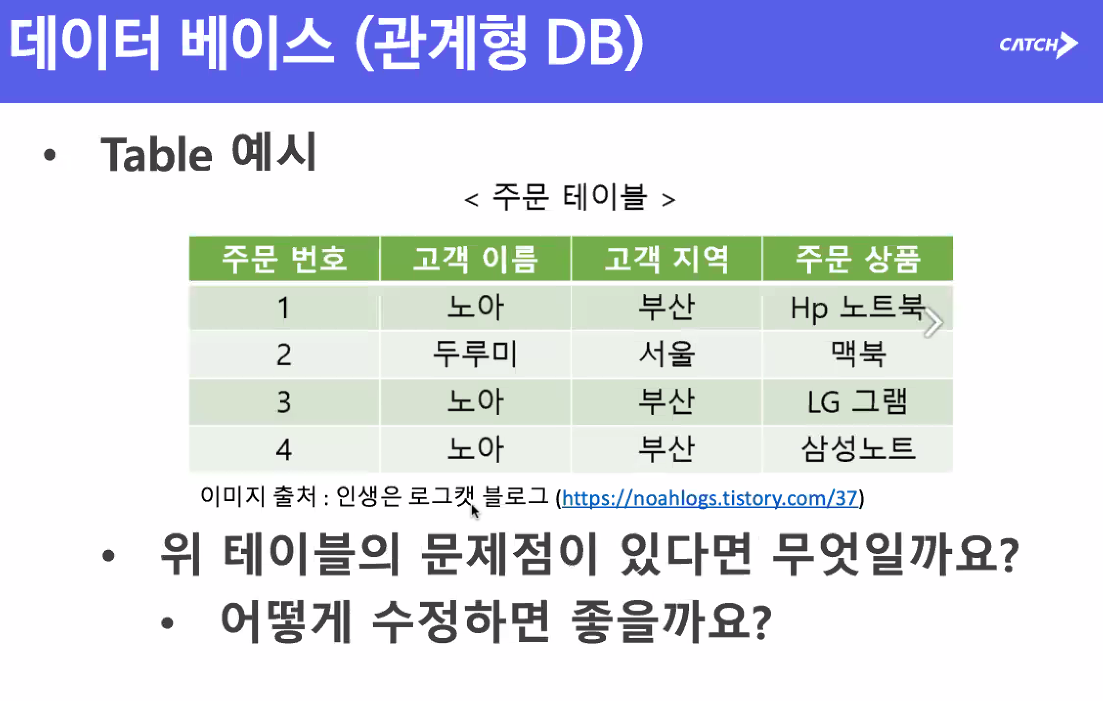 데이터 베이스 (관계형 DB)
CATCH
• Table 예시
< 주문 테이블 >
주문 번호 고객 이름 고객 지역 주문 상품
1 노아 부산 Hp 노트북
2 두루미 서울 맥북
3 노아 부산 LG 그램
4 노아 부산 삼성노트
이미지 출처 : 인생은 로그캣 블로그 (https://noahlogs.tistory.com/37)
• 위 테이블의 문제점이 있다면 무엇일까요?
• 어떻게 수정하면 좋을까요?